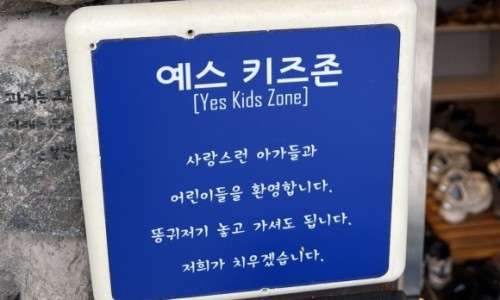 예스 키즈존
[Yes Kids Zone]
사랑스런 아가들과
어린이들을 환영합니다.
똥귀저기 놓고 가셔도 됩니다.
저희가 치우겠습니다.